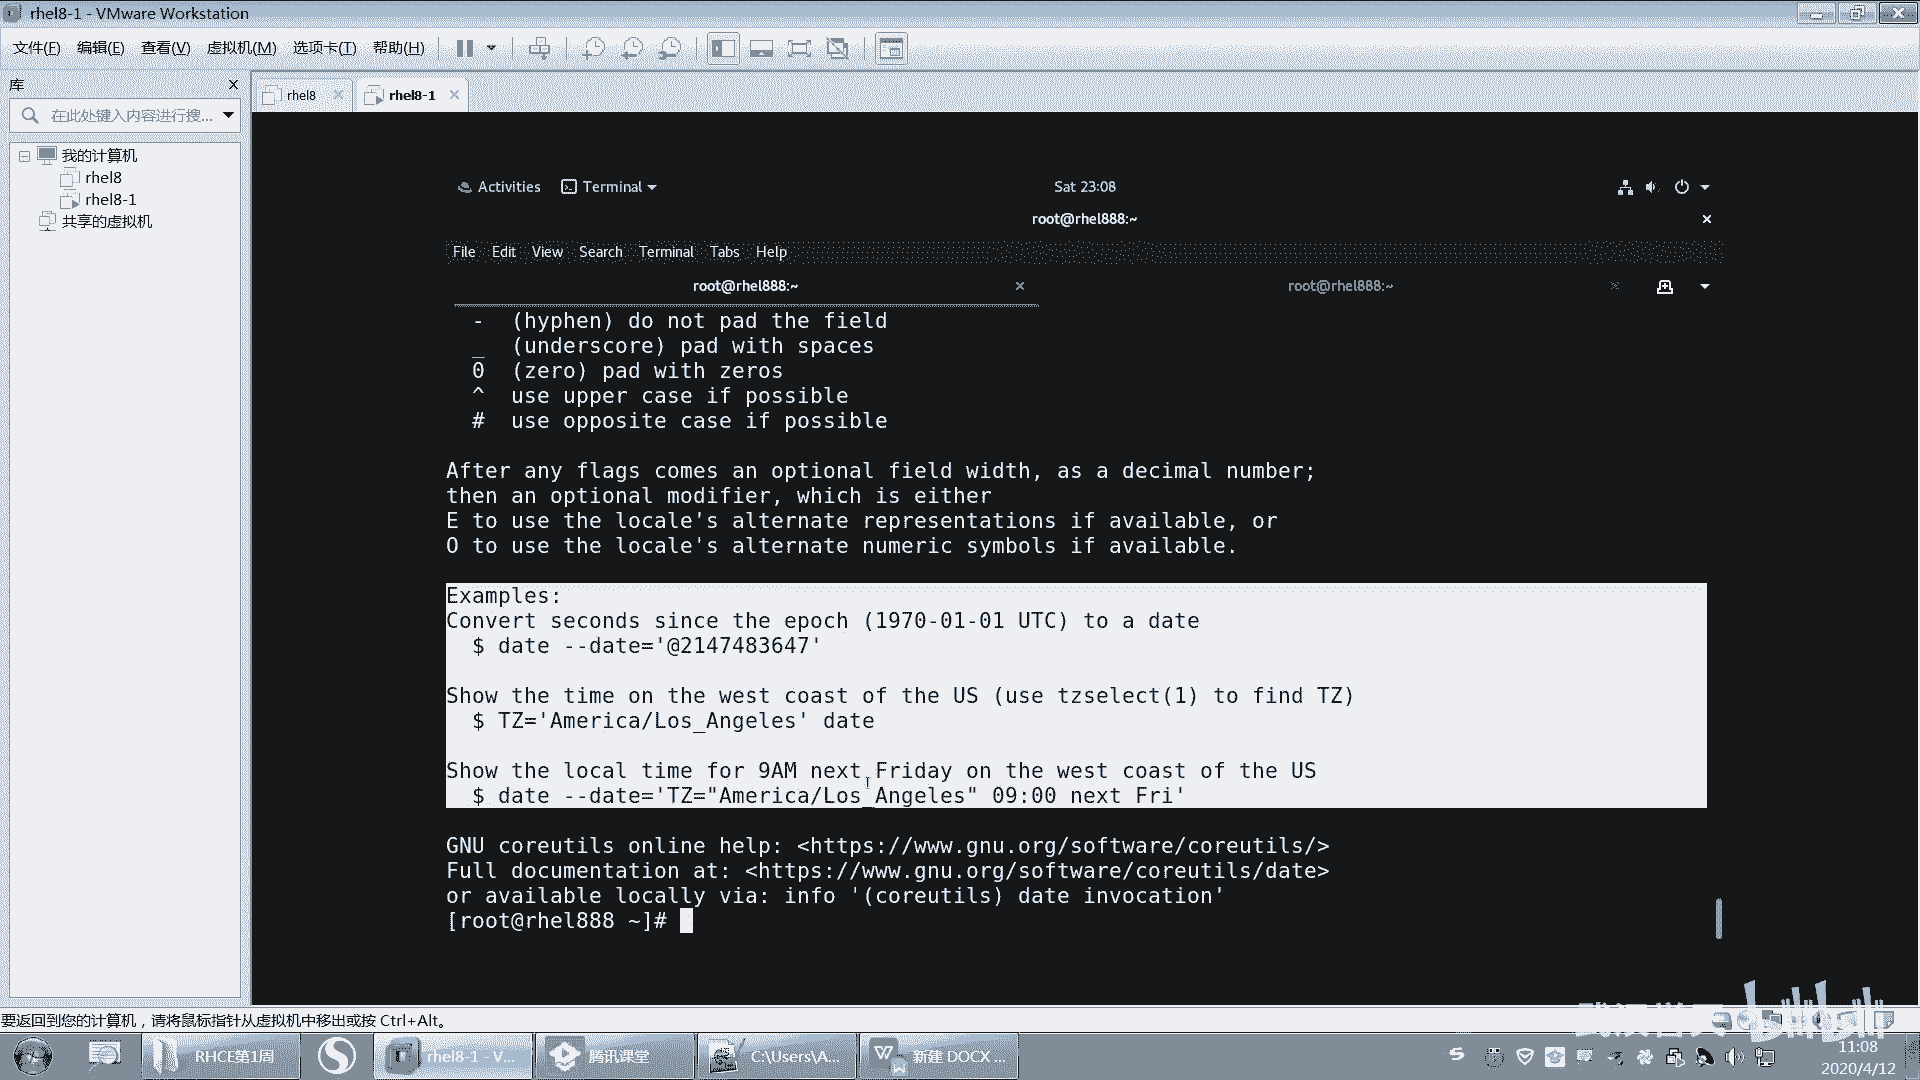 rhel8-1 - VMware Workstation
文件(F) 编辑(E) 查看(V) 虚拟机(M) 选项卡(T) 帮助(H)
库
在此处键入内容进行搜...
我的计算机
rhel8
rhel8-1
共享的虚拟机
rhel8
rhel8-1
Activities Terminal Sat 23:08
root@rhel888:~
File Edit View Search Terminal Tabs Help
root@rhel888:~ root@rhel888:~
- (hyphen) do not pad the field
_ (underscore) pad with spaces
0 (zero) pad with zeros
^ use upper case if possible
# use opposite case if possible
After any flags comes an optional field width, as a decimal number;
then an optional modifier, which is either
E to use the locale's alternate representations if available, or
O to use the locale's alternate numeric symbols if available.
Examples:
Convert seconds since the epoch (1970-01-01 UTC) to a date
$ date --date='@2147483647'
Show the time on the west coast of the US (use tzselect(1) to find TZ)
$ TZ='America/Los_Angeles' date
Show the local time for 9AM next Friday on the west coast of the US
$ date --date='TZ="America/Los_Angeles" 09:00 next Fri'
GNU coreutils online help: <https://www.gnu.org/software/coreutils/>
Full documentation at: <https://www.gnu.org/software/coreutils/date>
or available locally via: info '(coreutils) date invocation'
[root@rhel888 ~]#
要返回到您的计算机，请将鼠标指针从虚拟机中移出或按 Ctrl+Alt。
RHCE第1周
rhel8-1 - V...
腾讯课堂
C:\Users\A...
新建 DOCX ...
11:08
2020/4/12
bilibili